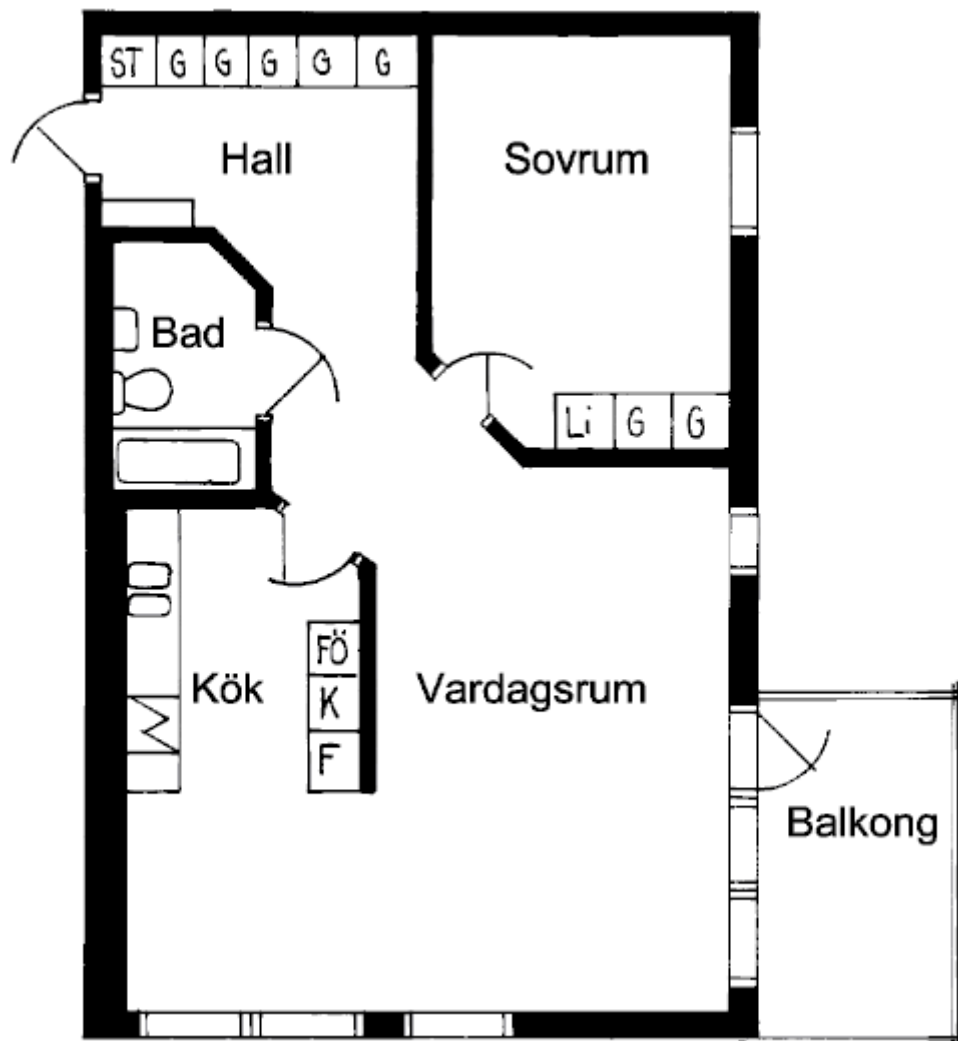 ST G G G G G
Hall
Sovrum
Bad
Li G G
FÖ
K
F
Kök
Vardagsrum
Balkong